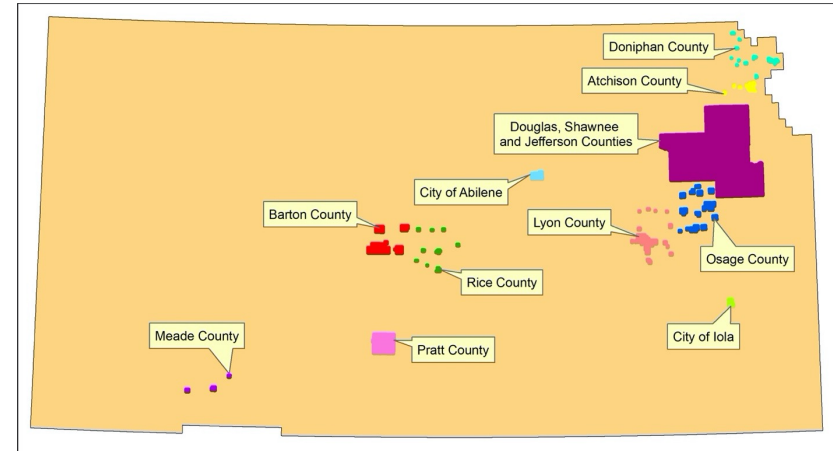 Doniphan County
Atchison County
Douglas, Shawnee
and Jefferson Counties
City of Abilene
Barton County
Lyon County
Osage County
Rice County
City of Iola
Meade County
Pratt County